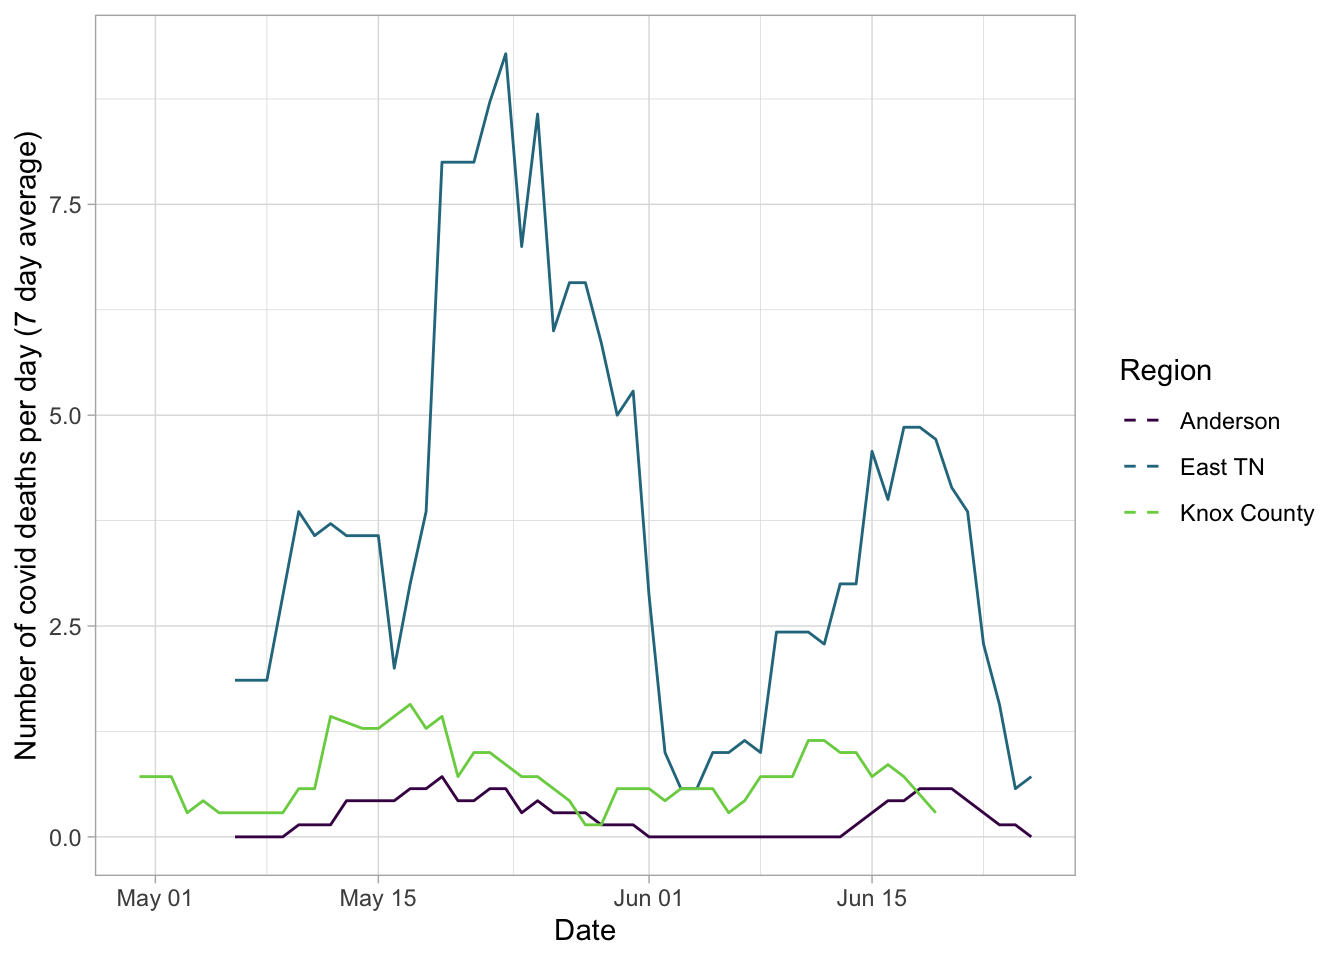 Number of covid deaths per day (7 day average)
7.5
5.0
2.5
0.0
May 01
May 15
Jun 01
Jun 15
Date
Region
Anderson
East TN
Knox County